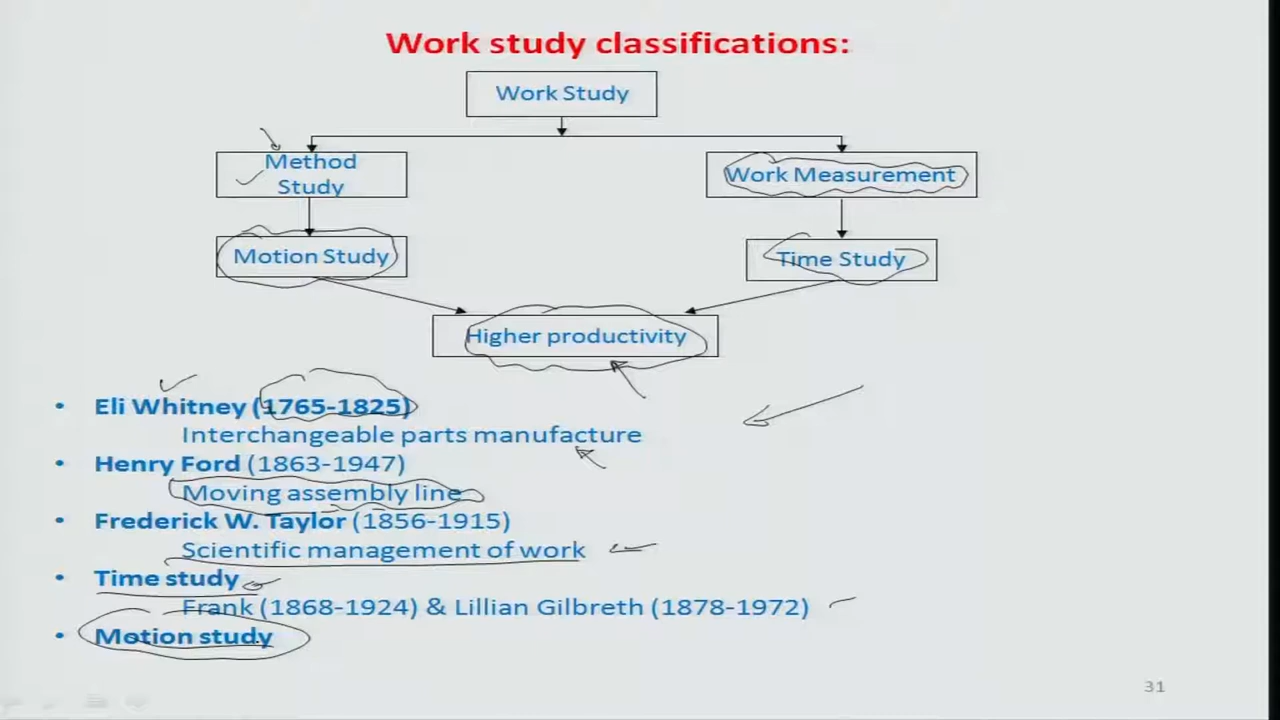 Work study classifications:
Work Study
Method
Study
Work Measurement
Motion Study
Time Study
Higher productivity
• Eli Whitney (1765-1825)
Interchangeable parts manufacture
• Henry Ford (1863-1947)
Moving assembly line
• Frederick W. Taylor (1856-1915)
Scientific management of work
• Time study
Frank (1868-1924) & Lillian Gilbreth (1878-1972)
• Motion study
31